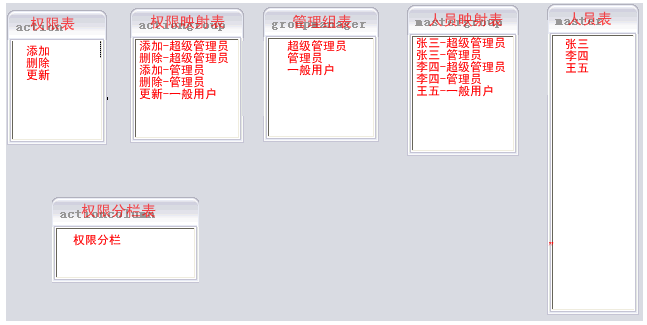 权限表
action
添加
删除
更新
权限映射表
actiongroup
添加-超级管理员
删除-超级管理员
添加-管理员
删除-管理员
更新-一般用户
管理组表
groupmanager
超级管理员
管理员
一般用户
人员映射表
mastergroup
张三-超级管理员
张三-管理员
李四-超级管理员
李四-管理员
王五-一般用户
人员表
master
张三
李四
王五
权限分栏表
actioncolumn
权限分栏